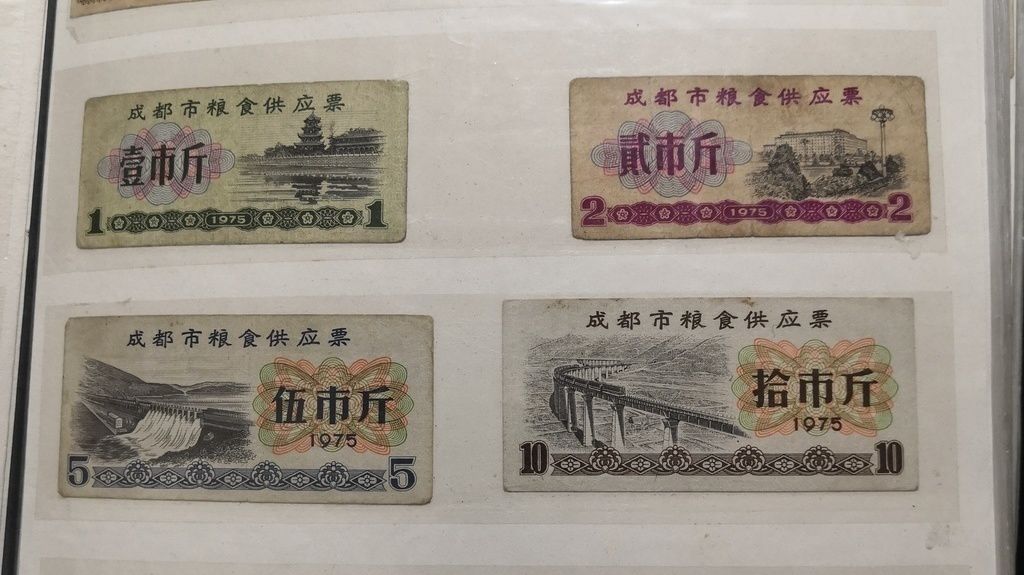 成都市粮食供应票
壹市斤
1 1975 1
成都市粮食供应票
貳市斤
2 1975 2
成都市粮食供应票
伍市斤
1975
5 5
成都市粮食供应票
拾市斤
1975
10 10